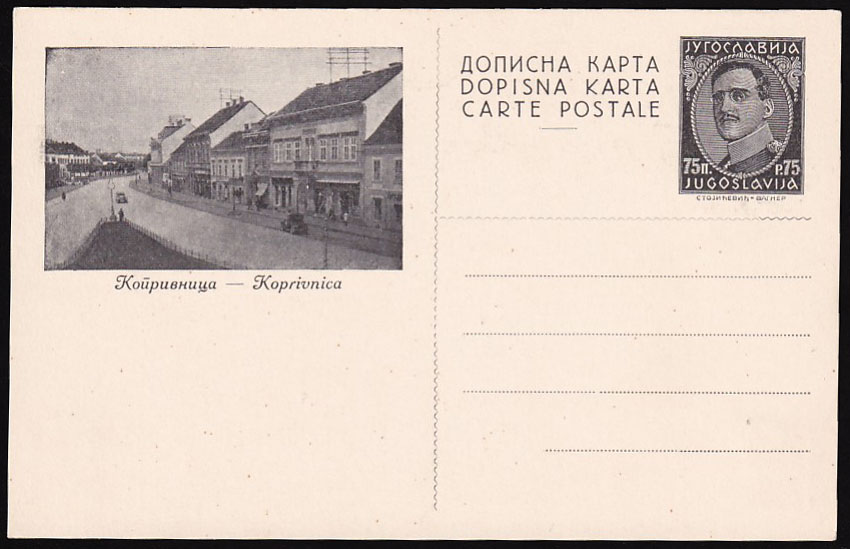 Копривница — Koprivnica
ДОПИСНА КАРТА
DOPISNA KARTA
CARTE POSTALE
ЈУГОСЛАВИЈА
75п. P.75
JUGOSLAVIJA
СТОЈИЋЕВИЋ • ВАГНЕР